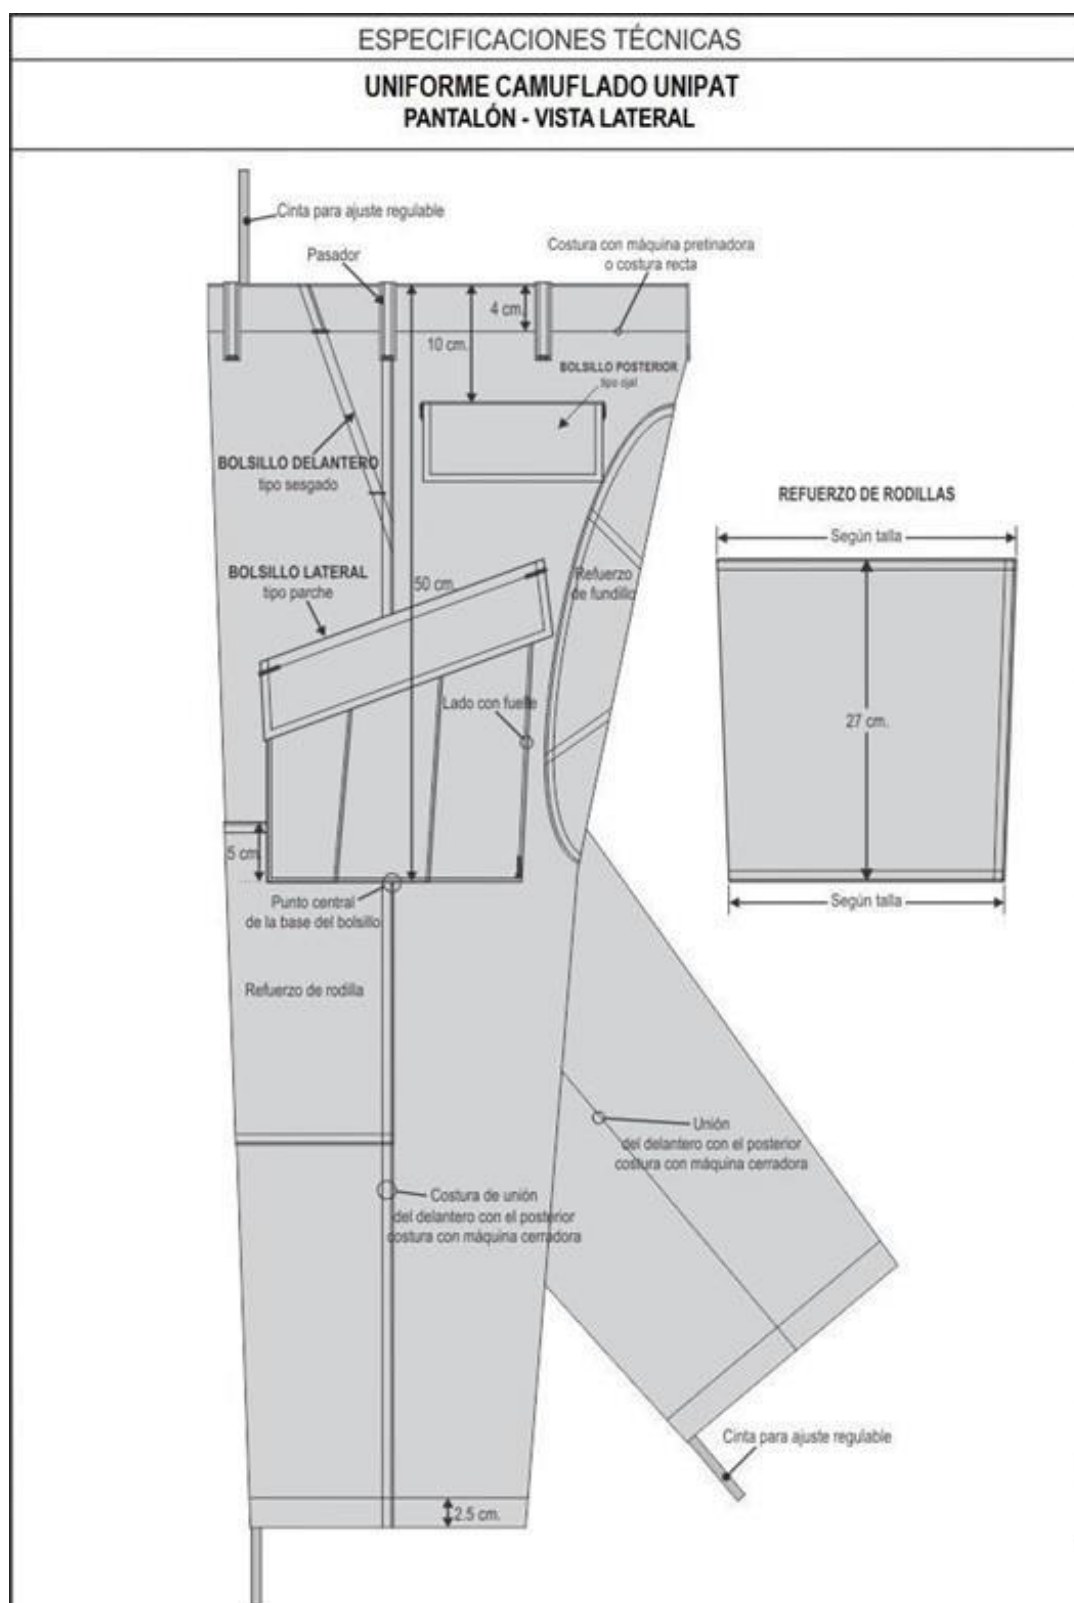 ESPECIFICACIONES TÉCNICAS
UNIFORME CAMUFLADO UNIPAT
PANTALÓN - VISTA LATERAL
Cinta para ajuste regulable
Pasador
Costura con máquina pretinadora
o costura recta
4 cm.
10 cm.
BOLSILLO POSTERIOR
tipo ojal
BOLSILLO DELANTERO
tipo sesgado
REFUERZO DE RODILLAS
Según talla
BOLSILLO LATERAL
tipo parche
50 cm.
Refuerzo
de fundillo
Lado con fuelle
27 cm.
5 cm
Punto central
de la base del bolsillo
Según talla
Refuerzo de rodilla
Unión
del delantero con el posterior
costura con máquina cerradora
Costura de unión
del delantero con el posterior
costura con máquina cerradora
Cinta para ajuste regulable
2.5 cm.